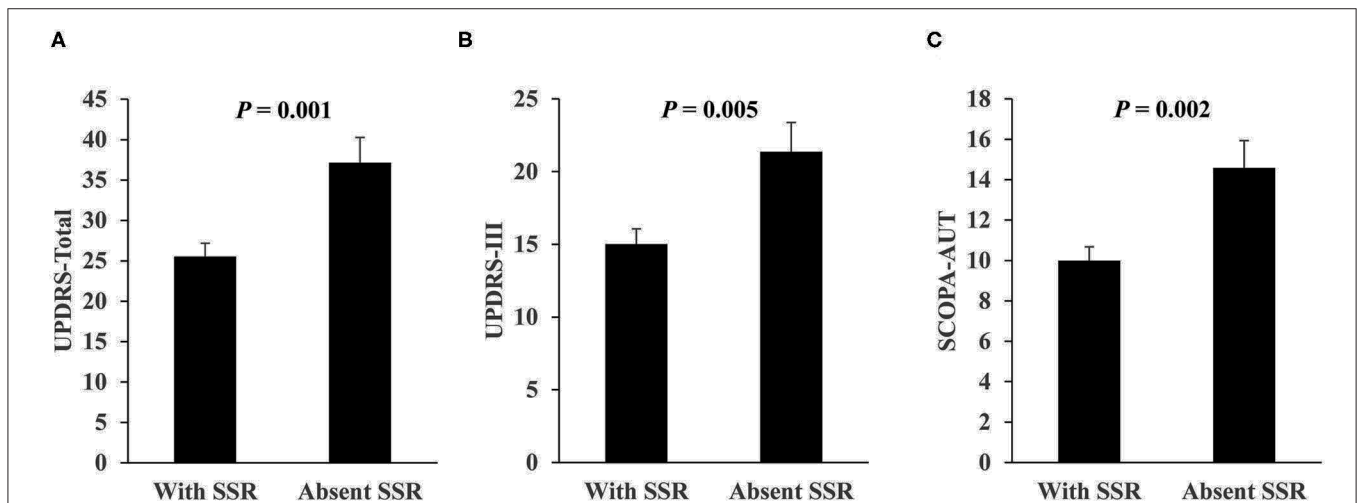 A
UPDRS-Total
P = 0.001
45
40
35
30
25
20
15
10
5
0
With SSR Absent SSR
B
UPDRS-III
P = 0.005
25
20
15
10
5
0
With SSR Absent SSR
C
SCOPA-AUT
P = 0.002
18
16
14
12
10
8
6
4
2
0
With SSR Absent SSR